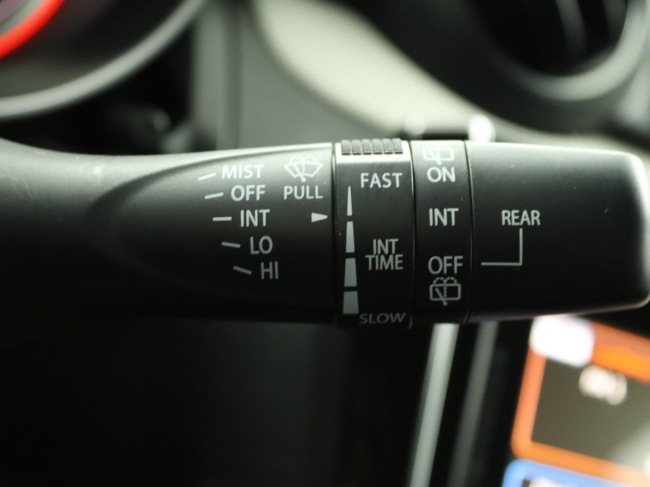 MIST
OFF
INT
LO
HI
PULL
FAST
INT
TIME
SLOW
ON
INT
OFF
REAR